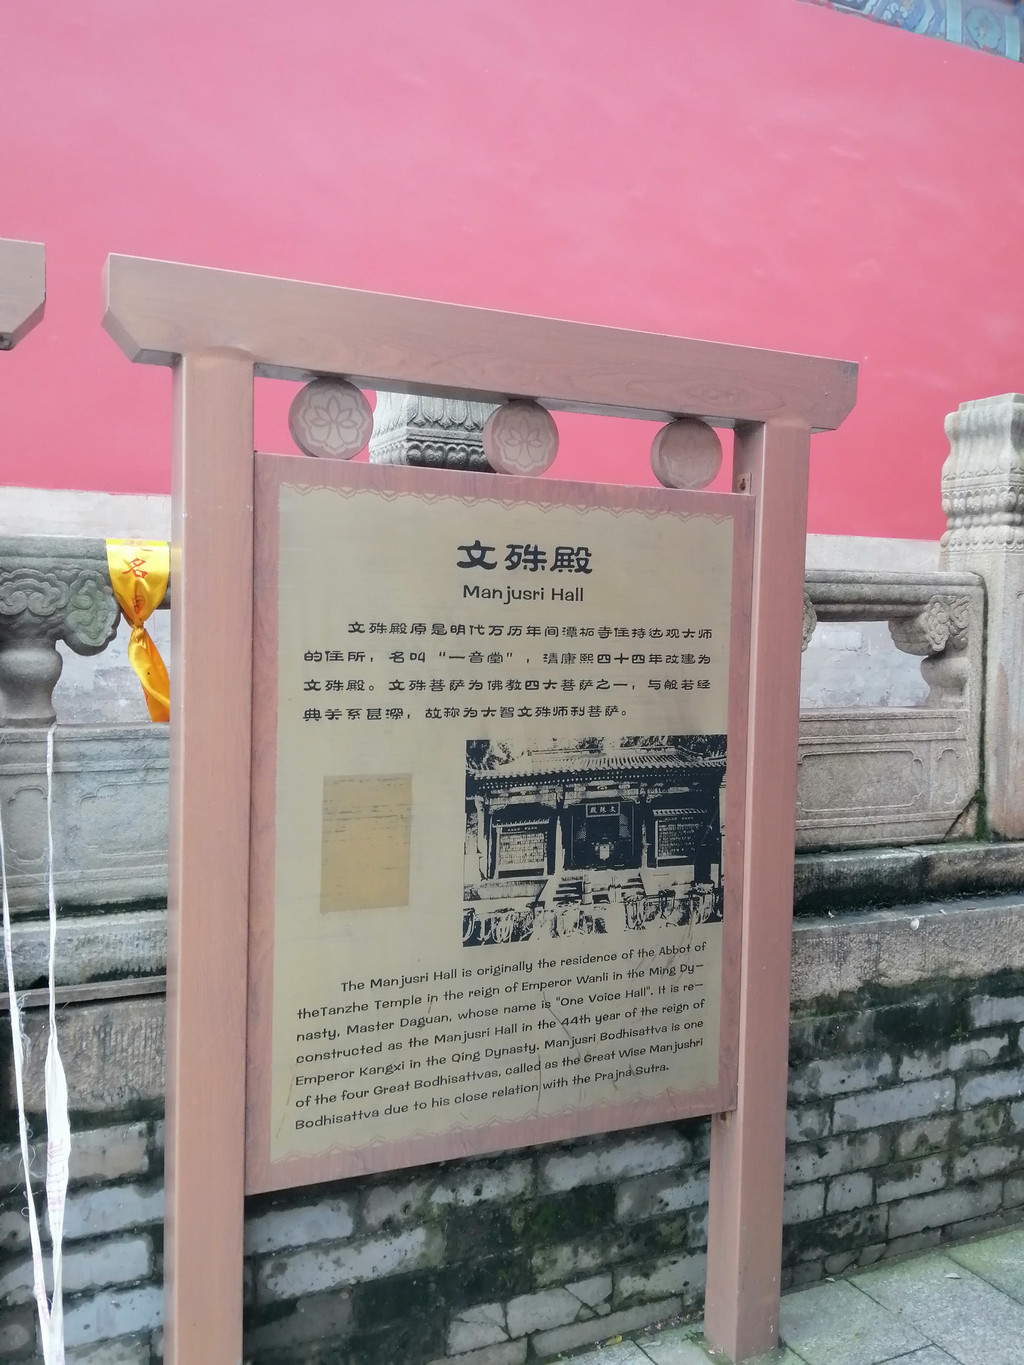 文殊殿
Manjusri Hall
文殊殿原是明代万历年间潭柘寺住持达观大师
的住所，名叫“一音堂”，清康熙四十四年改建为
文殊殿。文殊菩萨为佛教四大菩萨之一，与般若经
典关系甚深，故称为大智文殊师利菩萨。
文殊殿
The Manjusri Hall is originally the residence of the Abbot of
theTanzhe Temple in the reign of Emperor Wanli in the Ming Dy-
nasty, Master Daguan, whose name is "One Voice Hall". It is re-
constructed as the Manjusri Hall in the 44th year of the reign of
Emperor Kangxi in the Qing Dynasty. Manjusri Bodhisattva is one
of the four Great Bodhisattvas, called as the Great Wise Manjushri
Bodhisattva due to his close relation with the Prajna Sutra.
名